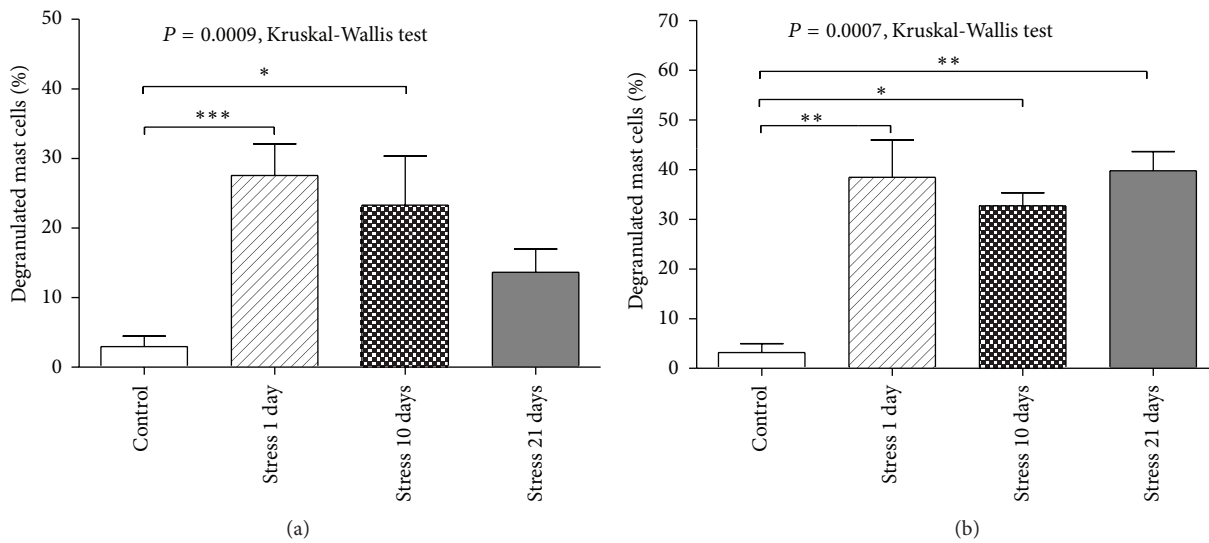 50
40
30
20
10
0
Degranulated mast cells (%)
P = 0.0009, Kruskal-Wallis test
*
***
Control
Stress 1 day
Stress 10 days
Stress 21 days
(a)
70
60
50
40
30
20
10
0
Degranulated mast cells (%)
P = 0.0007, Kruskal-Wallis test
**
*
**
Control
Stress 1 day
Stress 10 days
Stress 21 days
(b)